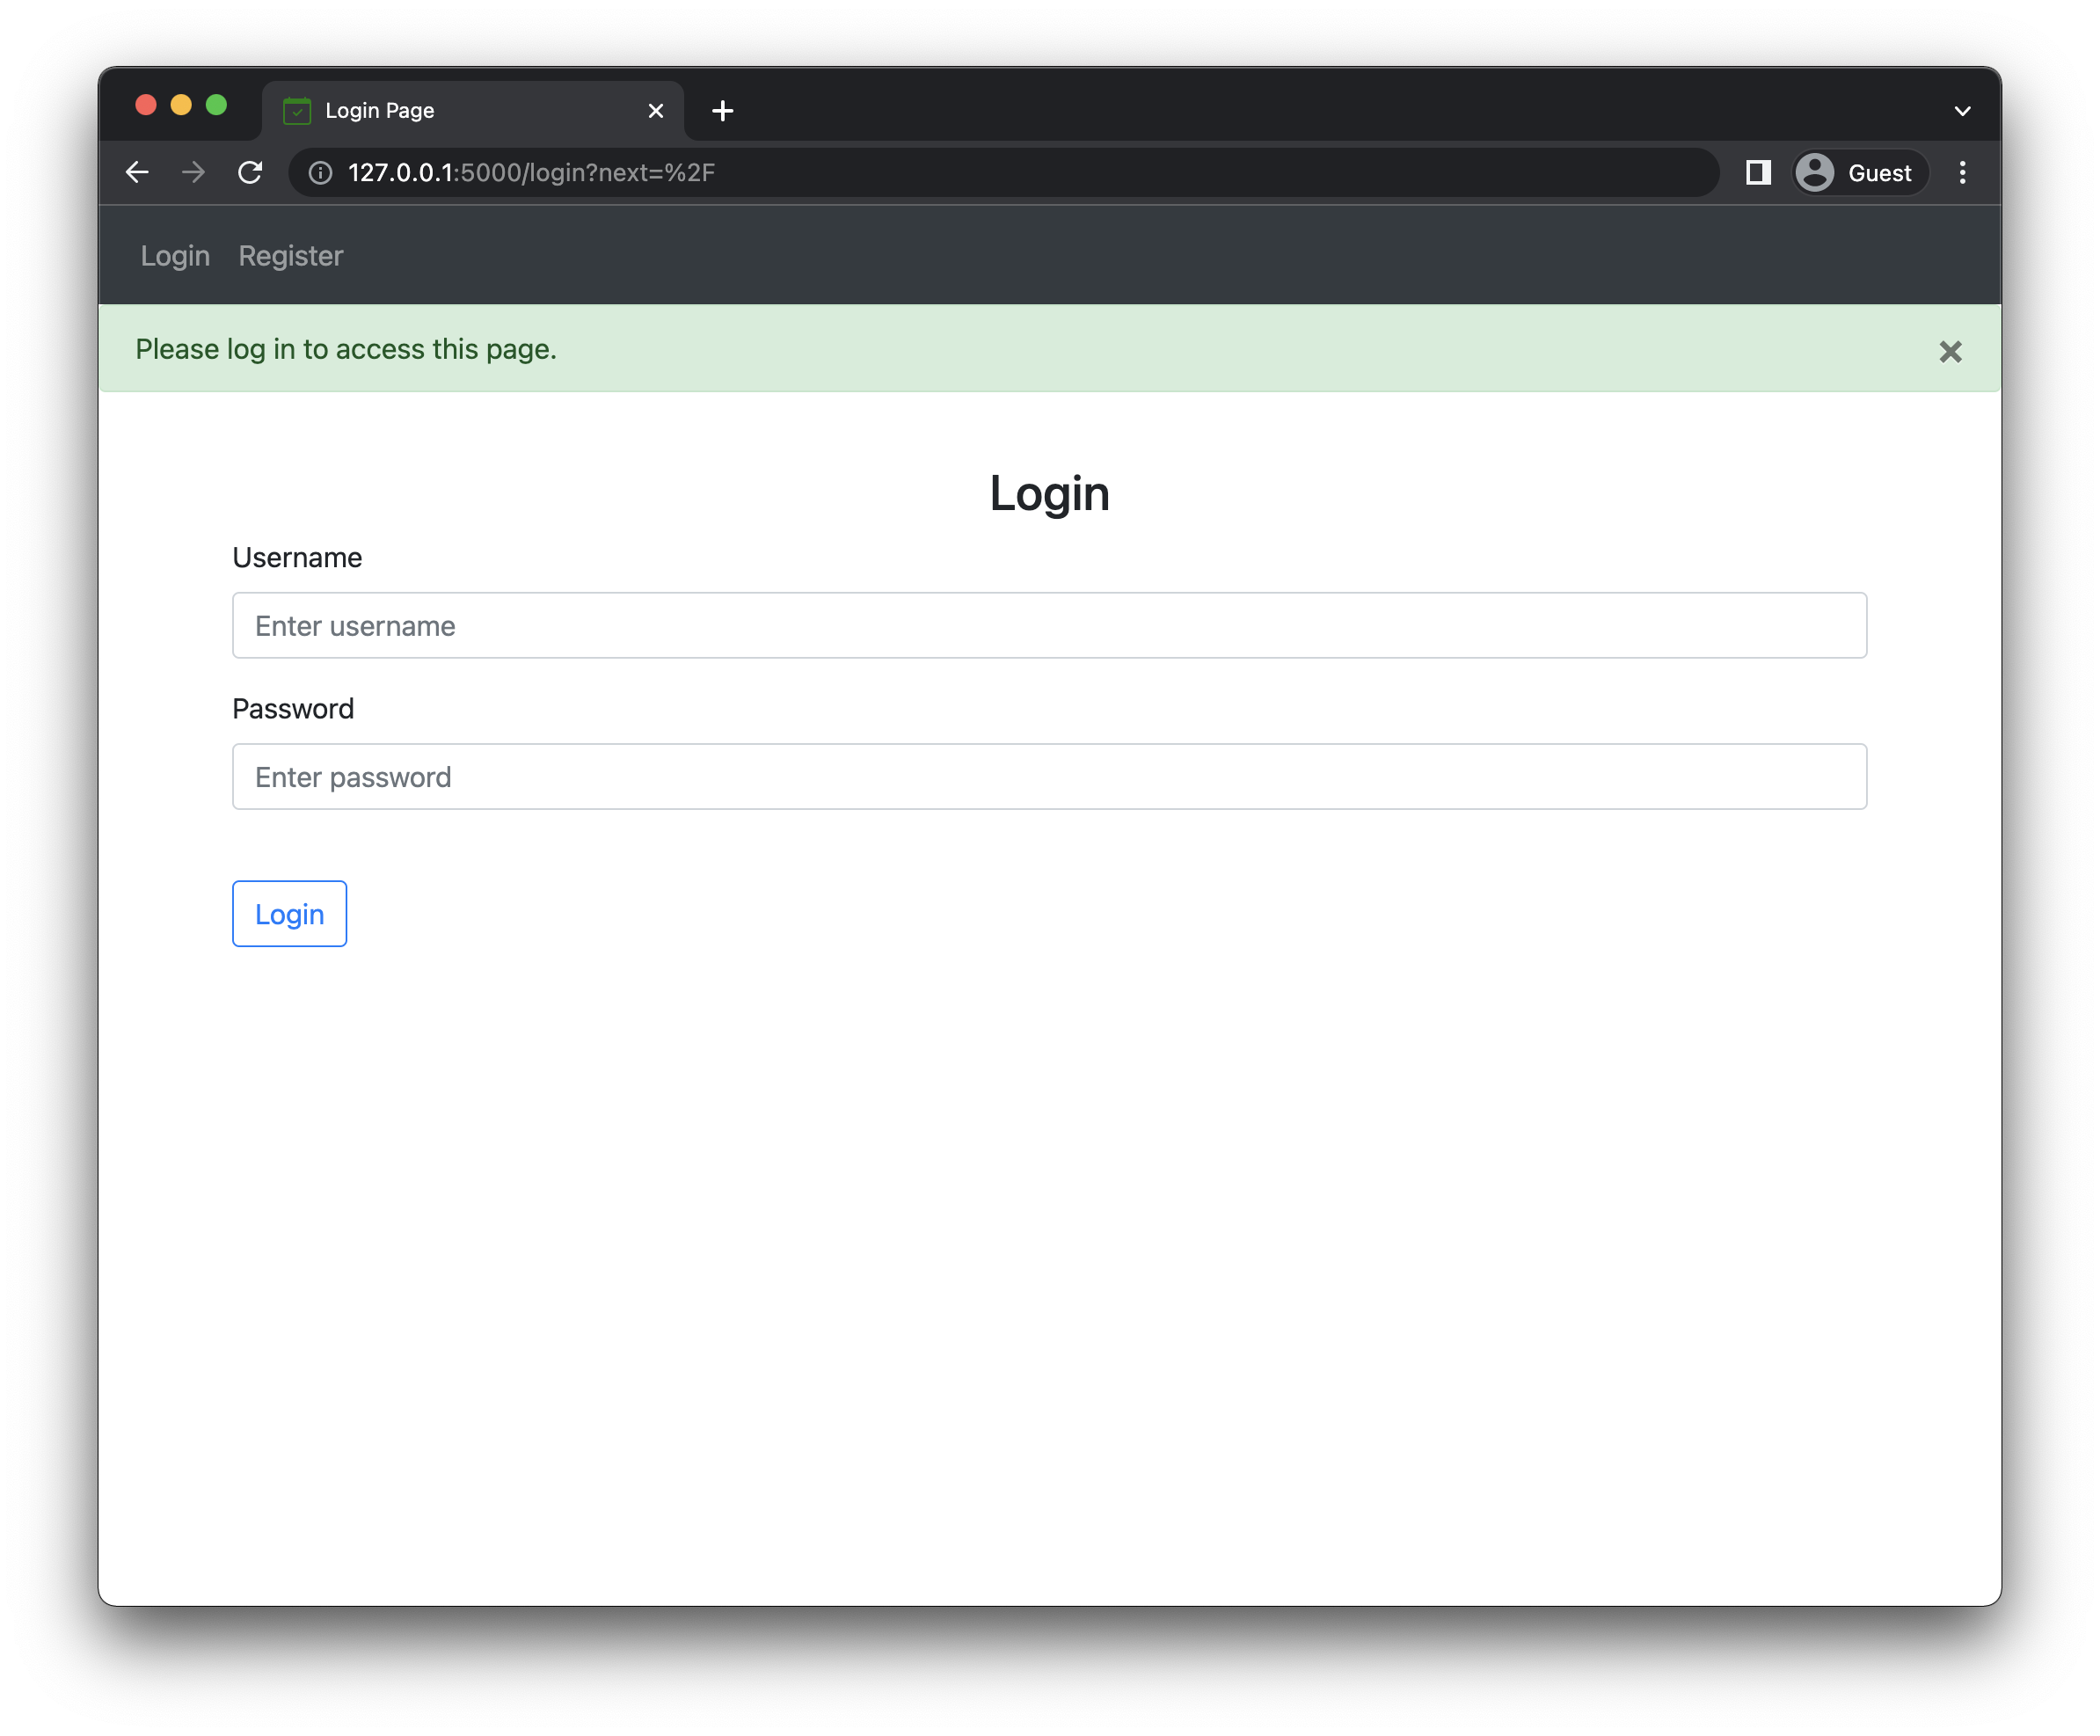 Login Page
127.0.0.1:5000/login?next=%2F
Guest
Login Register
Please log in to access this page.
Login
Username
Enter username
Password
Enter password
Login